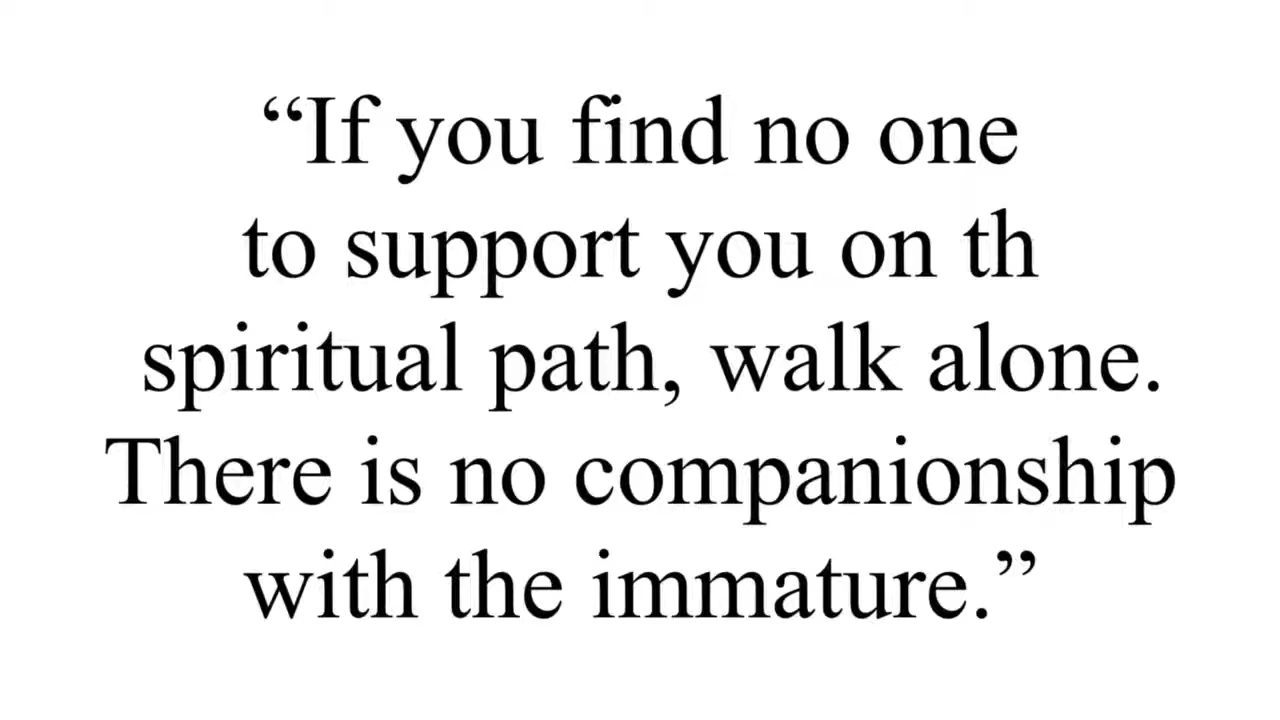 “If you find no one
to support you on th
spiritual path, walk alone.
There is no companionship
with the immature.”